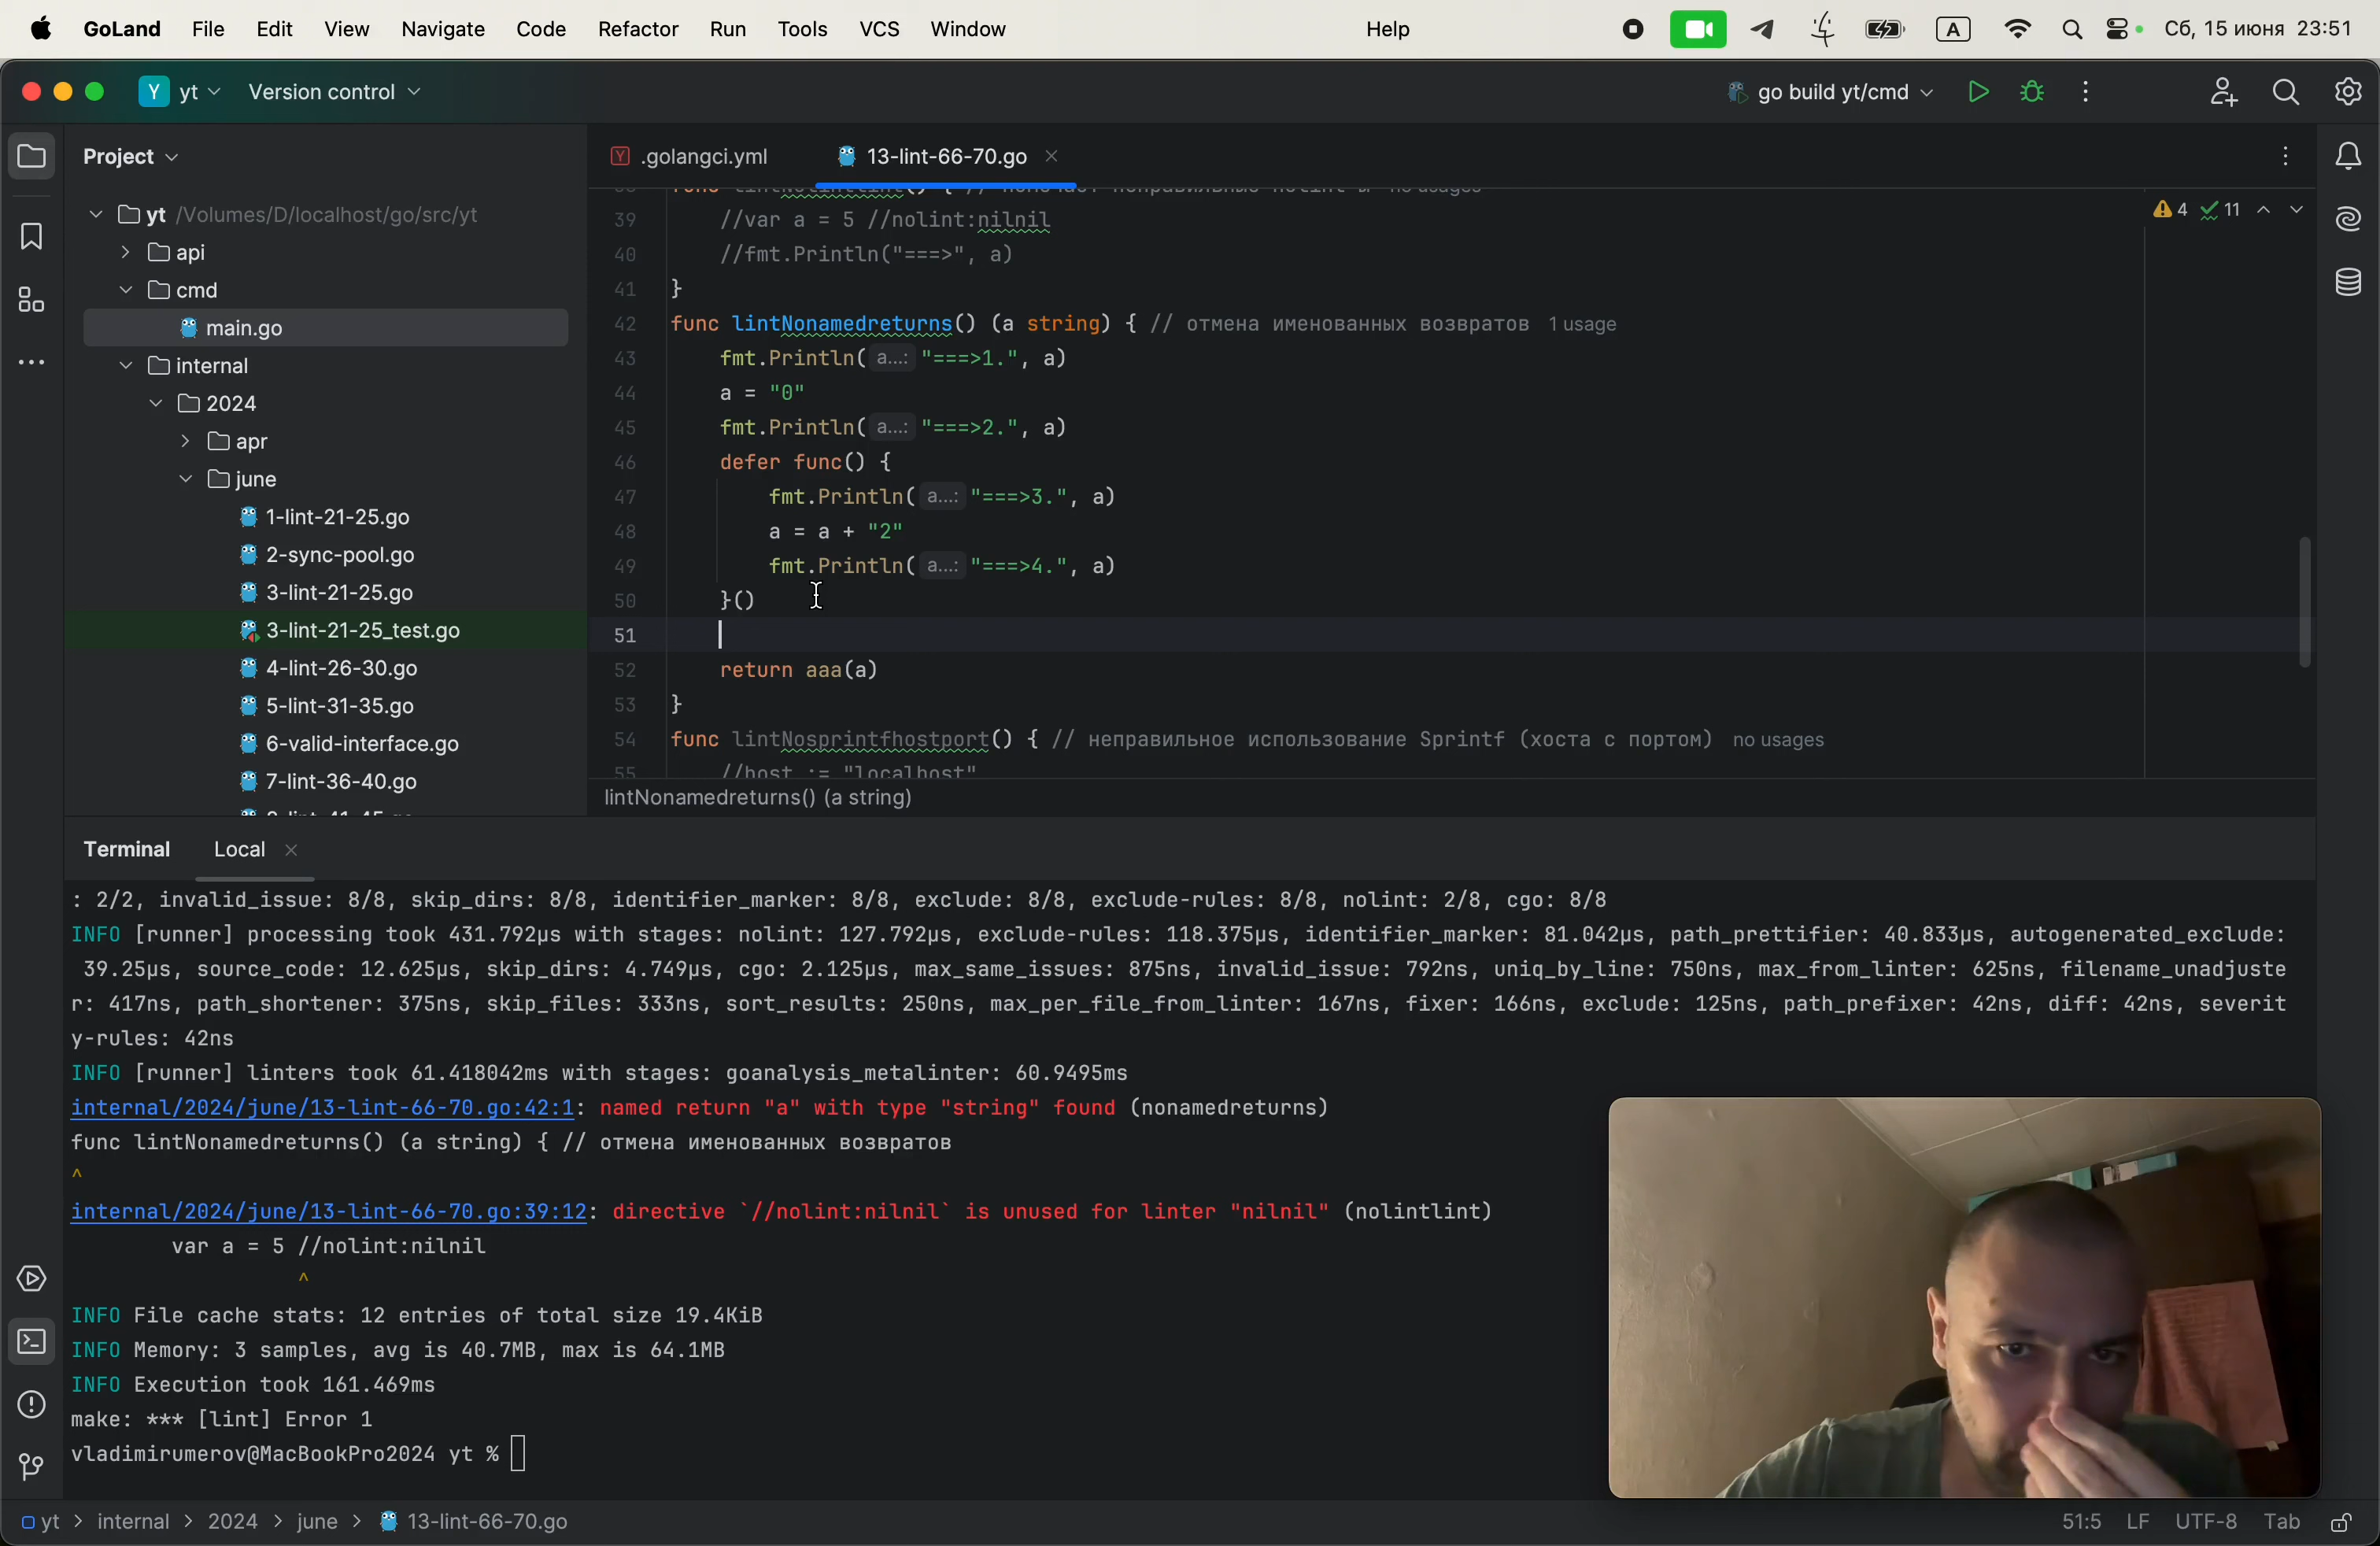 GoLand File Edit View Navigate Code Refactor Run Tools VCS Window Help A Сб, 15 июня 23:51
Y yt Version control go build yt/cmd
Project
Y .golangci.yml 13-lint-66-70.go
yt /Volumes/D/localhost/go/src/yt
api
cmd
main.go
internal
2024
apr
june
1-lint-21-25.go
2-sync-pool.go
3-lint-21-25.go
3-lint-21-25_test.go
4-lint-26-30.go
5-lint-31-35.go
6-valid-interface.go
7-lint-36-40.go
4 11
39 //var a = 5 //nolint:nilnil
40 //fmt.Println("===>", a)
41 }
42 func lintNonamedreturns() (a string) { // отмена именованных возвратов 1 usage
43 fmt.Println( a...: "===>1.", a)
44 a = "0"
45 fmt.Println( a...: "===>2.", a)
46 defer func() {
47 fmt.Println( a...: "===>3.", a)
48 a = a + "2"
49 fmt.Println( a...: "===>4.", a)
50 }()
51
52 return aaa(a)
53 }
54 func lintNosprintfhostport() { // неправильное использование Sprintf (хоста с портом) no usages
55 //host := "localhost"
lintNonamedreturns() (a string)
Terminal Local
: 2/2, invalid_issue: 8/8, skip_dirs: 8/8, identifier_marker: 8/8, exclude: 8/8, exclude-rules: 8/8, nolint: 2/8, cgo: 8/8
INFO [runner] processing took 431.792µs with stages: nolint: 127.792µs, exclude-rules: 118.375µs, identifier_marker: 81.042µs, path_prettifier: 40.833µs, autogenerated_exclude:
39.25µs, source_code: 12.625µs, skip_dirs: 4.749µs, cgo: 2.125µs, max_same_issues: 875ns, invalid_issue: 792ns, uniq_by_line: 750ns, max_from_linter: 625ns, filename_unadjuste
r: 417ns, path_shortener: 375ns, skip_files: 333ns, sort_results: 250ns, max_per_file_from_linter: 167ns, fixer: 166ns, exclude: 125ns, path_prefixer: 42ns, diff: 42ns, severit
y-rules: 42ns
INFO [runner] linters took 61.418042ms with stages: goanalysis_metalinter: 60.9495ms
internal/2024/june/13-lint-66-70.go:42:1: named return "a" with type "string" found (nonamedreturns)
func lintNonamedreturns() (a string) { // отмена именованных возвратов
^
internal/2024/june/13-lint-66-70.go:39:12: directive `//nolint:nilnil` is unused for linter "nilnil" (nolintlint)
var a = 5 //nolint:nilnil
^
INFO File cache stats: 12 entries of total size 19.4KiB
INFO Memory: 3 samples, avg is 40.7MB, max is 64.1MB
INFO Execution took 161.469ms
make: *** [lint] Error 1
vladimirumerov@MacBookPro2024 yt %
yt > internal > 2024 > june > 13-lint-66-70.go 51:5 LF UTF-8 Tab